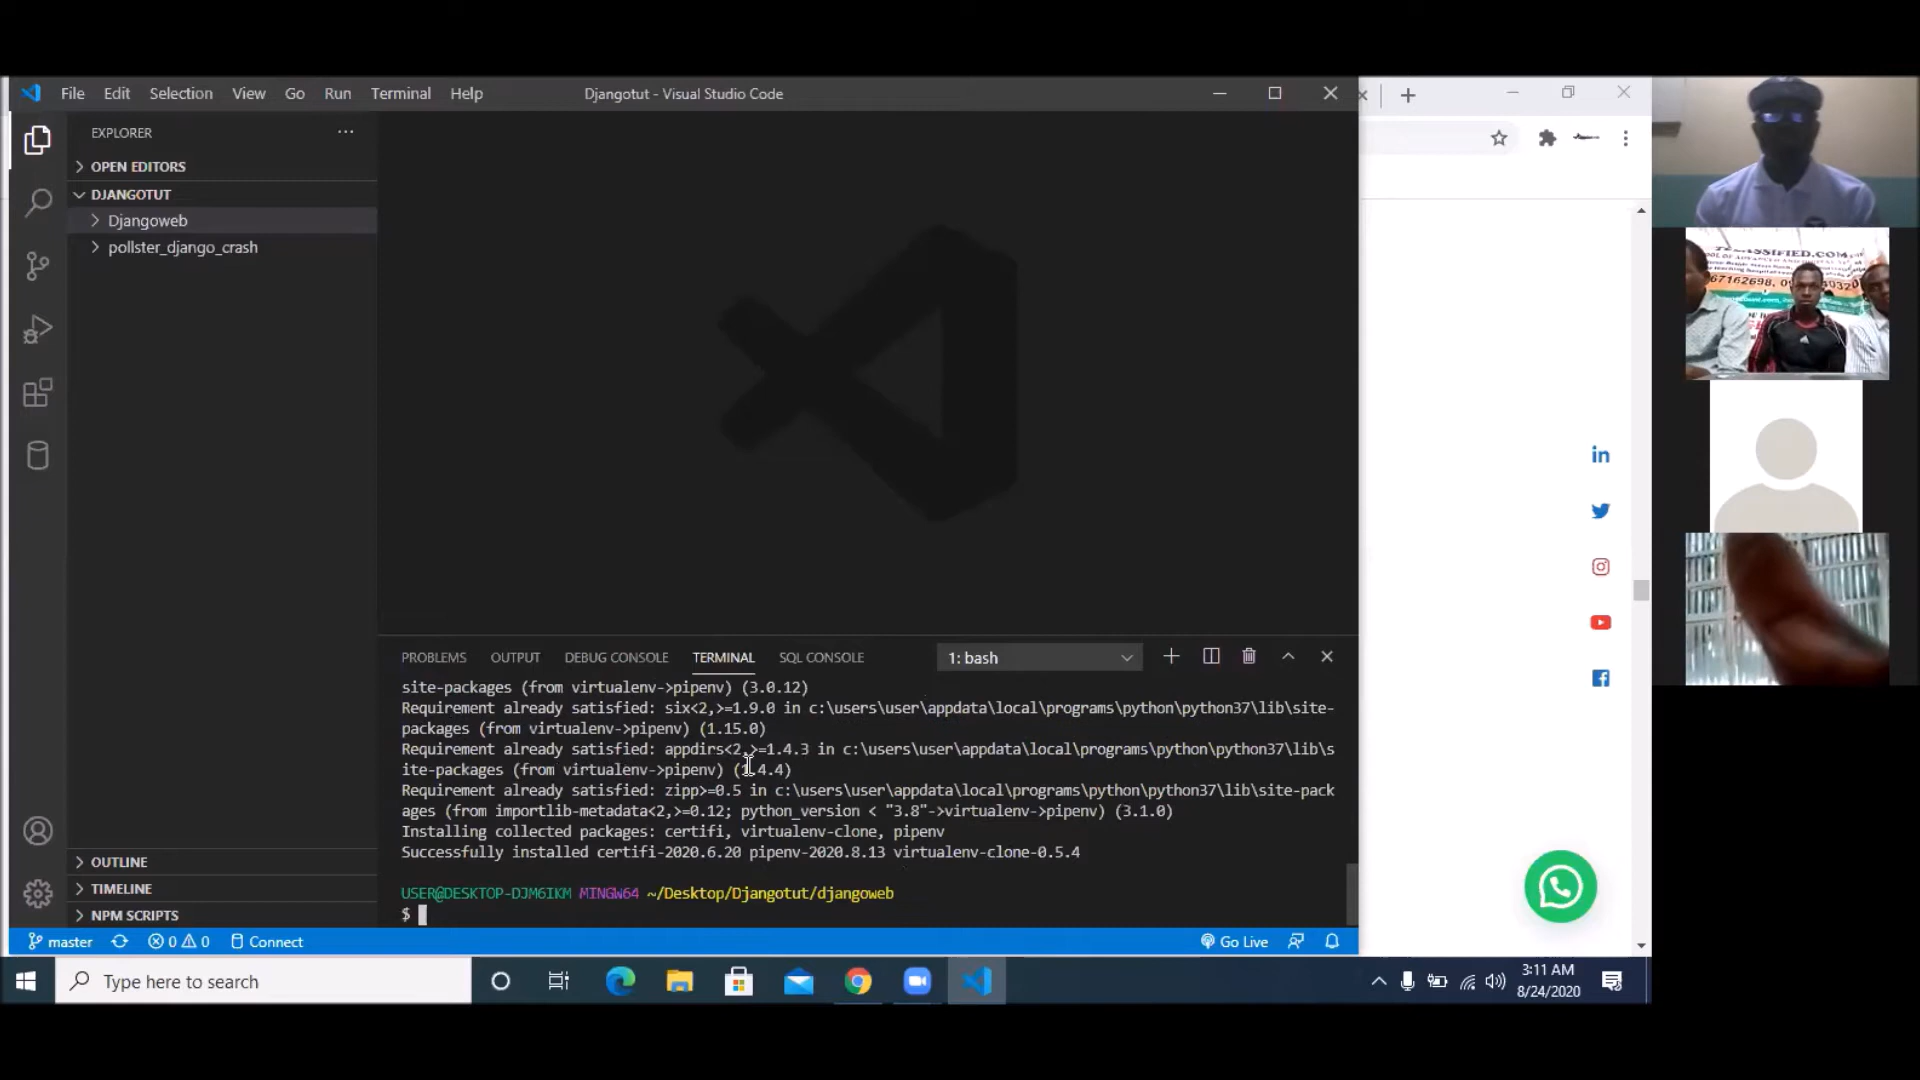 File Edit Selection View Go Run Terminal Help
Djangotut - Visual Studio Code
EXPLORER
OPEN EDITORS
DJANGOTUT
Djangoweb
pollster_django_crash
OUTLINE
TIMELINE
NPM SCRIPTS
PROBLEMS OUTPUT DEBUG CONSOLE TERMINAL SQL CONSOLE
1: bash
site-packages (from virtualenv->pipenv) (3.0.12)
Requirement already satisfied: six<2,>=1.9.0 in c:\users\user\appdata\local\programs\python\python37\lib\site-
packages (from virtualenv->pipenv) (1.15.0)
Requirement already satisfied: appdirs<2,>=1.4.3 in c:\users\user\appdata\local\programs\python\python37\lib\s
ite-packages (from virtualenv->pipenv) (1.4.4)
Requirement already satisfied: zipp>=0.5 in c:\users\user\appdata\local\programs\python\python37\lib\site-pack
ages (from importlib-metadata<2,>=0.12; python_version < "3.8"->virtualenv->pipenv) (3.1.0)
Installing collected packages: certifi, virtualenv-clone, pipenv
Successfully installed certifi-2020.6.20 pipenv-2020.8.13 virtualenv-clone-0.5.4
USER@DESKTOP-DJM6IKM MINGW64 ~/Desktop/Djangotut/djangoweb
$
master 0 0 Connect
Go Live
Type here to search
3:11 AM
8/24/2020
in
SSIFIED.COM
67162698,